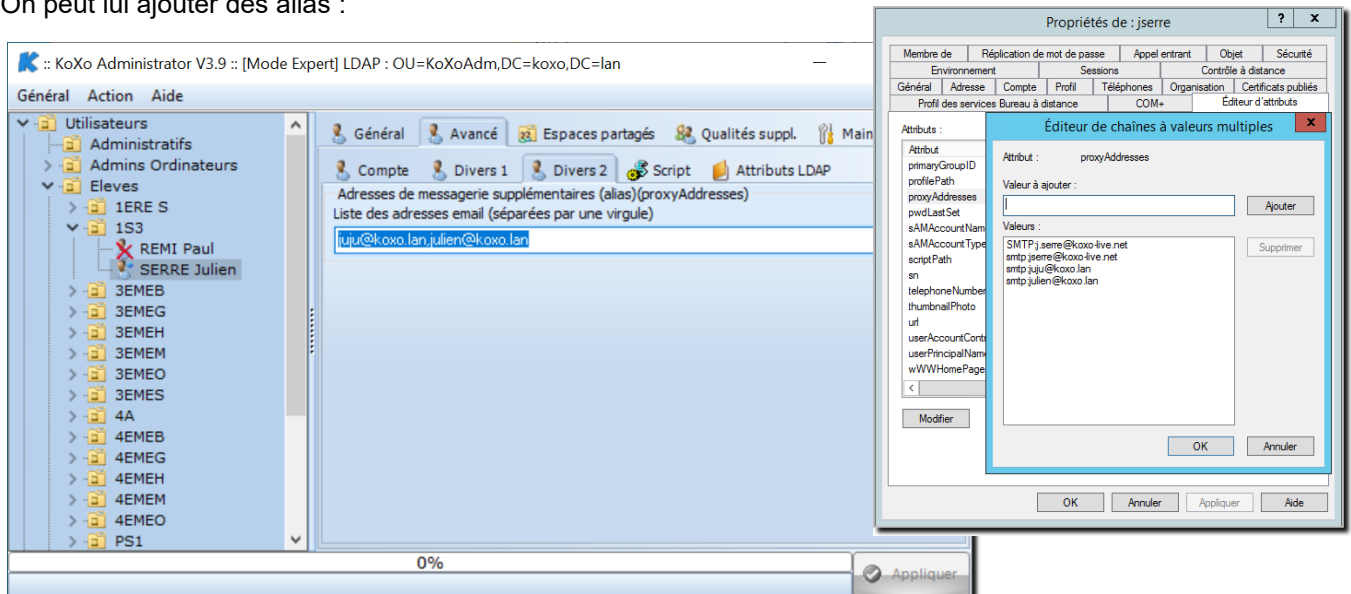 On peut lui ajouter des alias :
:: KoXo Administrator V3.9 :: [Mode Expert] LDAP : OU=KoXoAdm,DC=koxo,DC=lan
Général Action Aide
Utilisateurs
Administratifs
Admins Ordinateurs
Eleves
1ERE S
1S3
REMI Paul
SERRE Julien
3EMEB
3EMEG
3EMEH
3EMEM
3EMEO
3EMES
4A
4EMEB
4EMEG
4EMEH
4EMEM
4EMEO
PS1
Général Avancé Espaces partagés Qualités suppl. Main
Compte Divers 1 Divers 2 Script Attributs LDAP
Adresses de messagerie supplémentaires (alias)(proxyAddresses)
Liste des adresses email (séparées par une virgule)
juju@koxo.lan,julien@koxo.lan
0%
Appliquer
Propriétés de : jserre ? x
Membre de Réplication de mot de passe Appel entrant Objet Sécurité
Environnement Sessions Contrôle à distance
Général Adresse Compte Profil Téléphones Organisation Certificats publiés
Profil des services Bureau à distance COM+ Éditeur d'attributs
Attributs :
Attribut
primaryGroupID
profilePath
proxyAddresses
pwdLastSet
sAMAccountNam
sAMAccountType
scriptPath
sn
telephoneNumber
thumbnailPhoto
url
userAccountContr
userPrincipalName
wWWHomePage
Modifier
OK Annuler Appliquer Aide
Éditeur de chaînes à valeurs multiples x
Attribut : proxyAddresses
Valeur à ajouter :
Ajouter
Valeurs :
SMTP:j.serre@koxo-live.net
smtp:jserre@koxo-live.net
smtp:juju@koxo.lan
smtp:julien@koxo.lan
Supprimer
OK Annuler